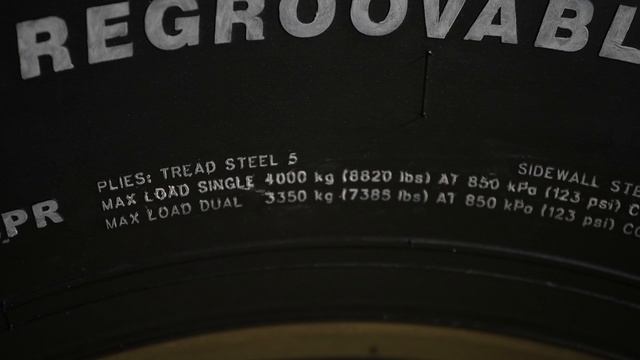 REGROOVABL
PLIES: TREAD STEEL 5 SIDEWALL STE
MAX LOAD SINGLE 4000 kg (8820 lbs) AT 850 kPa (123 psi) C
MAX LOAD DUAL 3350 kg (7385 lbs) AT 850 kPa (123 psi) CO
PR